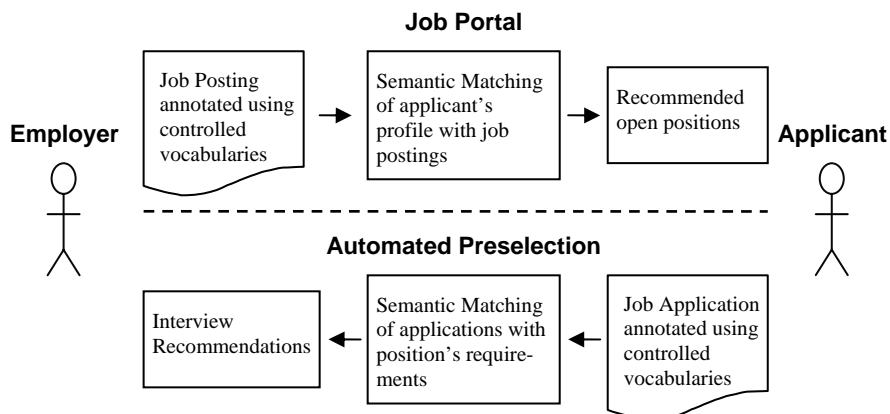 Job Portal
Employer
Job Posting
annotated using
controlled
vocabularies
Semantic Matching
of applicant's
profile with job
postings
Recommended
open positions
Applicant
Automated Preselection
Interview
Recommendations
Semantic Matching
of applications with
position's require-
ments
Job Application
annotated using
controlled
vocabularies